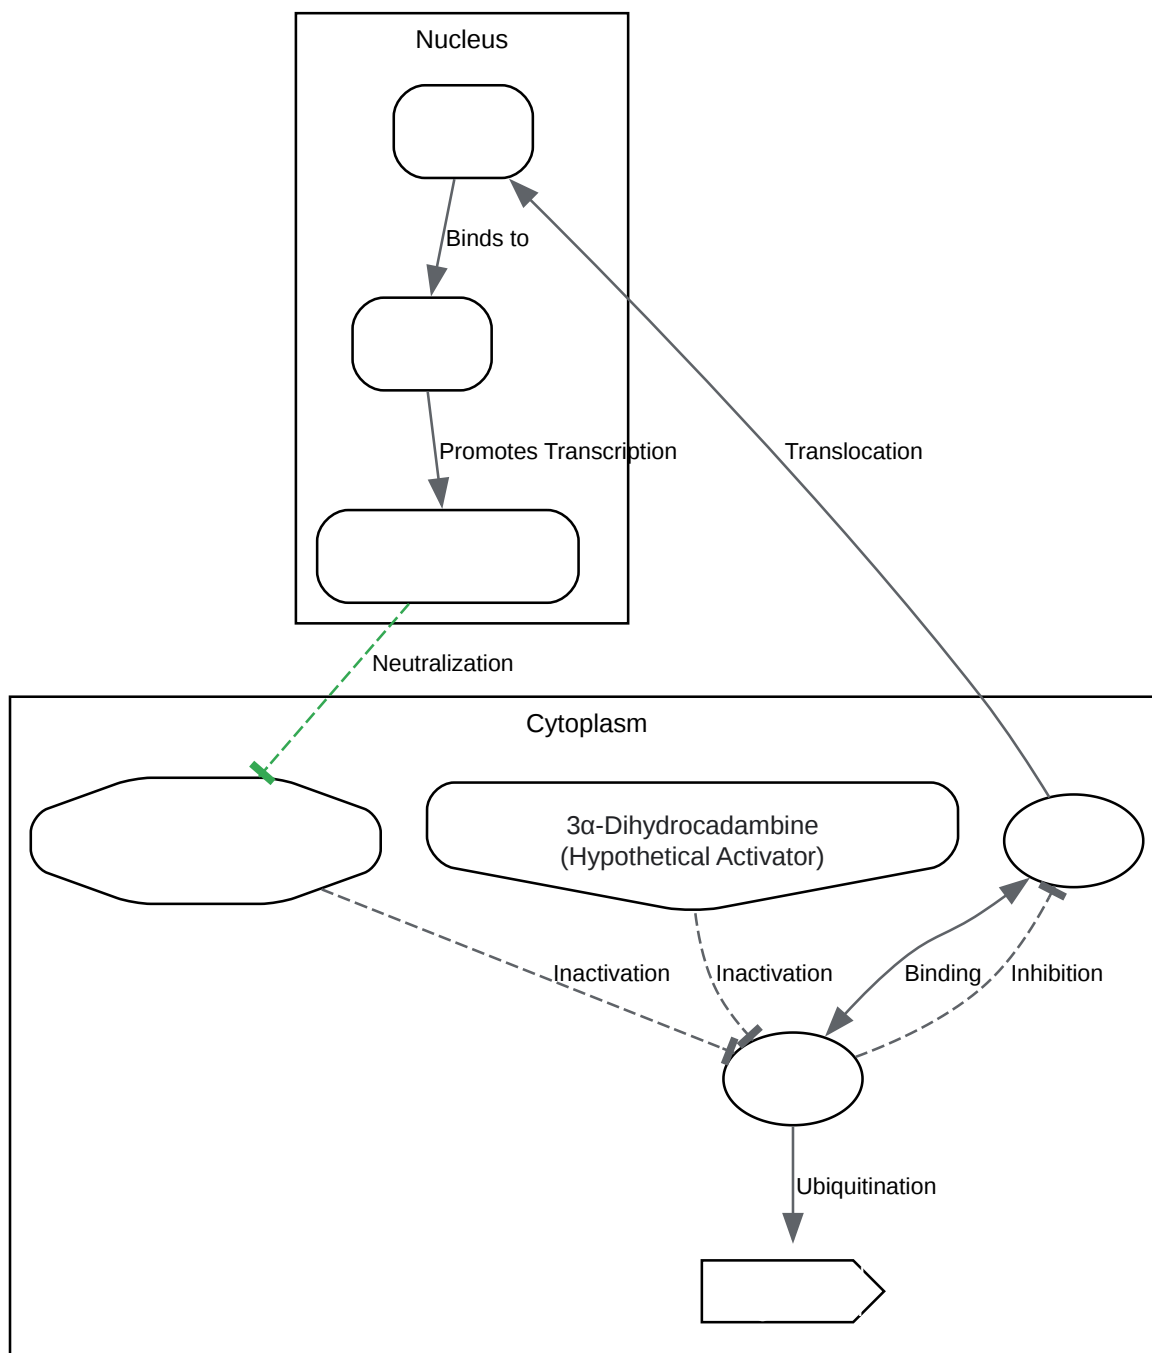 Nucleus
Binds to
Promotes Transcription
Translocation
Neutralization
Cytoplasm
3α-Dihydrocadambine
(Hypothetical Activator)
Inactivation
Inactivation
Binding
Inhibition
Ubiquitination